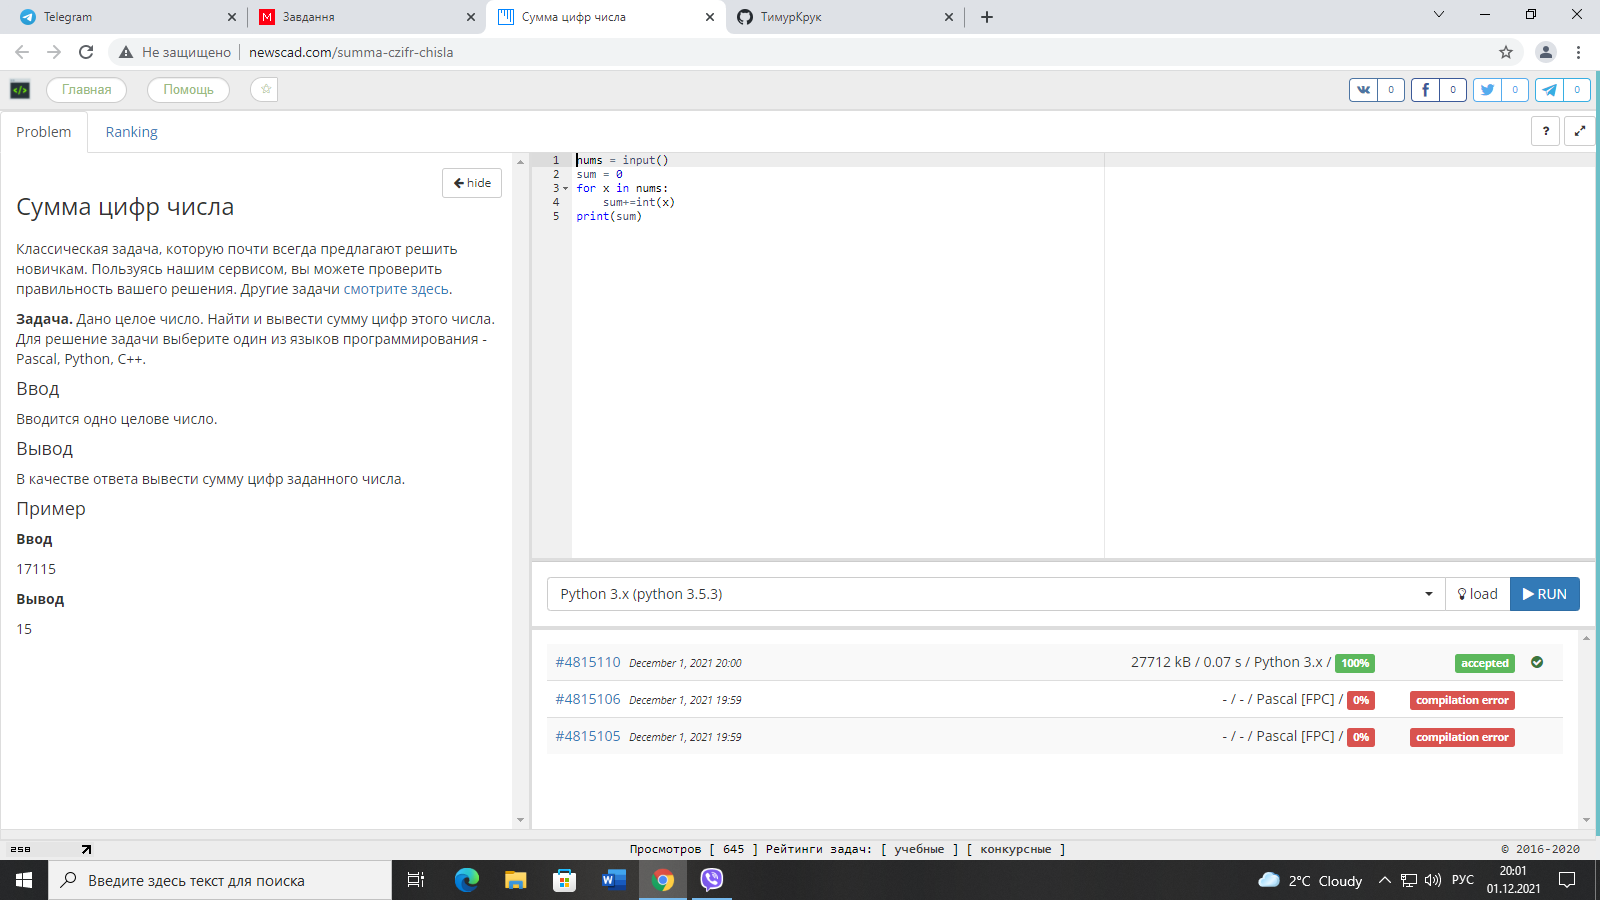 Telegram
Завдання
Сумма цифр числа
ТимурКрук
Не защищено
newscad.com/summa-czifr-chisla
Главная
Помощь
0
0
0
0
Problem
Ranking
?
hide
Сумма цифр числа
Классическая задача, которую почти всегда предлагают решить
новичкам. Пользуясь нашим сервисом, вы можете проверить
правильность вашего решения. Другие задачи смотрите здесь.
Задача. Дано целое число. Найти и вывести сумму цифр этого числа.
Для решение задачи выберите один из языков программирования -
Pascal, Python, C++.
Ввод
Вводится одно целове число.
Вывод
В качестве ответа вывести сумму цифр заданного числа.
Пример
Ввод
17115
Вывод
15
1 nums = input()
2 sum = 0
3 for x in nums:
4 sum+=int(x)
5 print(sum)
Python 3.x (python 3.5.3)
load
RUN
#4815110 December 1, 2021 20:00 27712 kB / 0.07 s / Python 3.x / 100% accepted
#4815106 December 1, 2021 19:59 - / - / Pascal [FPC] / 0% compilation error
#4815105 December 1, 2021 19:59 - / - / Pascal [FPC] / 0% compilation error
258
Просмотров [ 645 ] Рейтинги задач: [ учебные ] [ конкурсные ]
© 2016-2020
Введите здесь текст для поиска
2°C Cloudy
РУС
20:01
01.12.2021